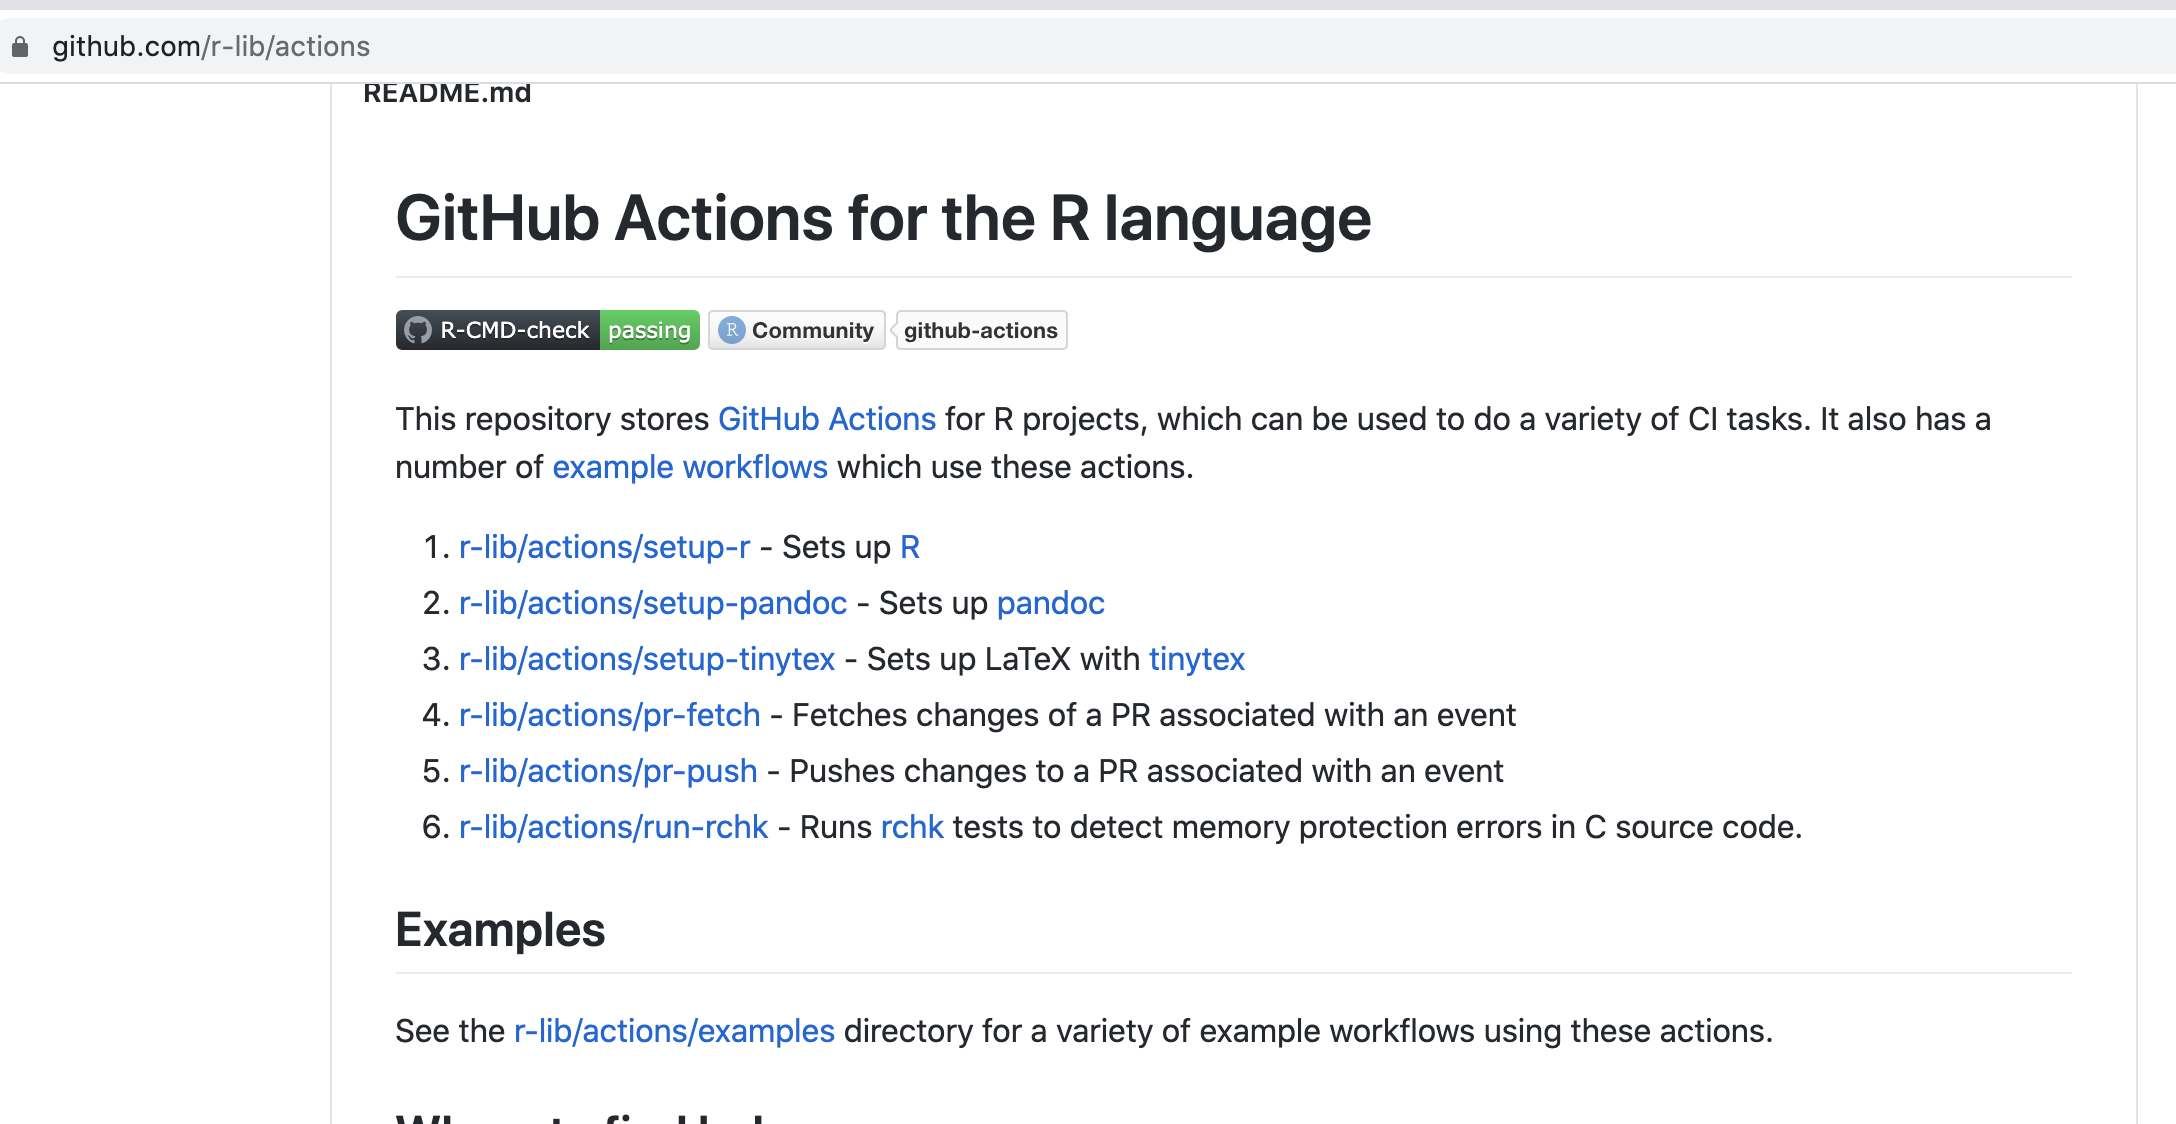 github.com/r-lib/actions
README.md
GitHub Actions for the R language
R-CMD-check passing R Community github-actions
This repository stores GitHub Actions for R projects, which can be used to do a variety of CI tasks. It also has a
number of example workflows which use these actions.
1. r-lib/actions/setup-r - Sets up R
2. r-lib/actions/setup-pandoc - Sets up pandoc
3. r-lib/actions/setup-tinytex - Sets up LaTeX with tinytex
4. r-lib/actions/pr-fetch - Fetches changes of a PR associated with an event
5. r-lib/actions/pr-push - Pushes changes to a PR associated with an event
6. r-lib/actions/run-rchk - Runs rchk tests to detect memory protection errors in C source code.
Examples
See the r-lib/actions/examples directory for a variety of example workflows using these actions.